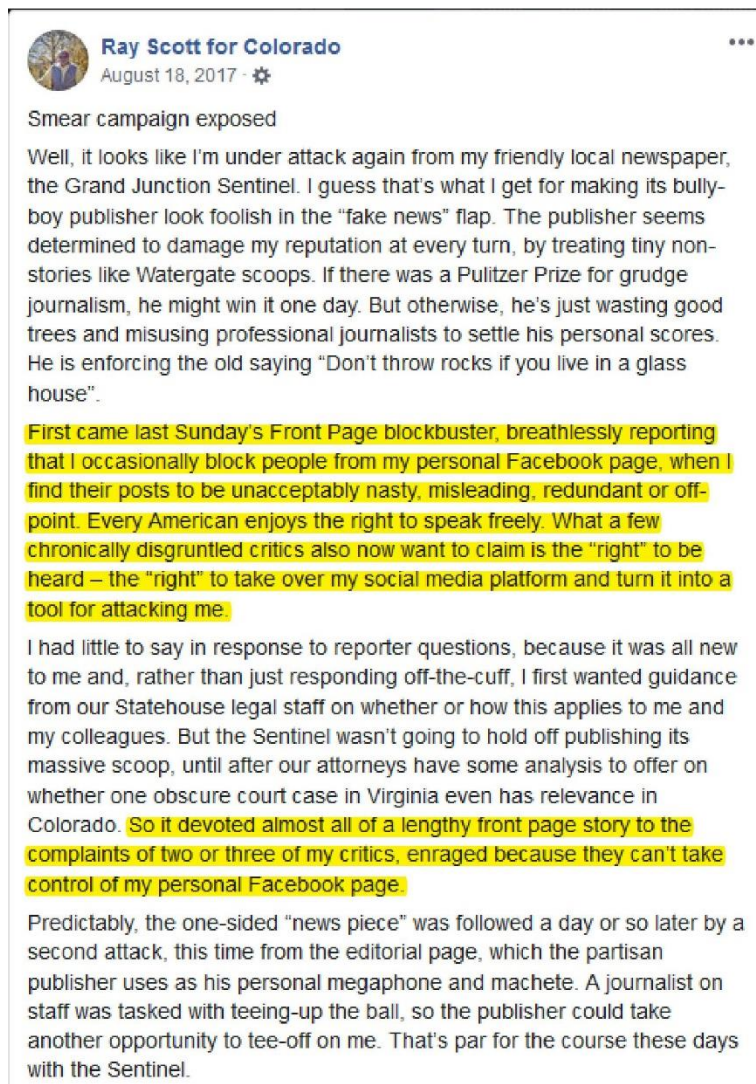 Ray Scott for Colorado
August 18, 2017 ·
Smear campaign exposed
Well, it looks like I'm under attack again from my friendly local newspaper,
the Grand Junction Sentinel. I guess that's what I get for making its bully-
boy publisher look foolish in the “fake news” flap. The publisher seems
determined to damage my reputation at every turn, by treating tiny non-
stories like Watergate scoops. If there was a Pulitzer Prize for grudge
journalism, he might win it one day. But otherwise, he's just wasting good
trees and misusing professional journalists to settle his personal scores.
He is enforcing the old saying “Don't throw rocks if you live in a glass
house”.
First came last Sunday's Front Page blockbuster, breathlessly reporting
that I occasionally block people from my personal Facebook page, when I
find their posts to be unacceptably nasty, misleading, redundant or off-
point. Every American enjoys the right to speak freely. What a few
chronically disgruntled critics also now want to claim is the “right” to be
heard – the “right” to take over my social media platform and turn it into a
tool for attacking me.
I had little to say in response to reporter questions, because it was all new
to me and, rather than just responding off-the-cuff, I first wanted guidance
from our Statehouse legal staff on whether or how this applies to me and
my colleagues. But the Sentinel wasn't going to hold off publishing its
massive scoop, until after our attorneys have some analysis to offer on
whether one obscure court case in Virginia even has relevance in
Colorado. So it devoted almost all of a lengthy front page story to the
complaints of two or three of my critics, enraged because they can't take
control of my personal Facebook page.
Predictably, the one-sided “news piece” was followed a day or so later by a
second attack, this time from the editorial page, which the partisan
publisher uses as his personal megaphone and machete. A journalist on
staff was tasked with teeing-up the ball, so the publisher could take
another opportunity to tee-off on me. That's par for the course these days
with the Sentinel.